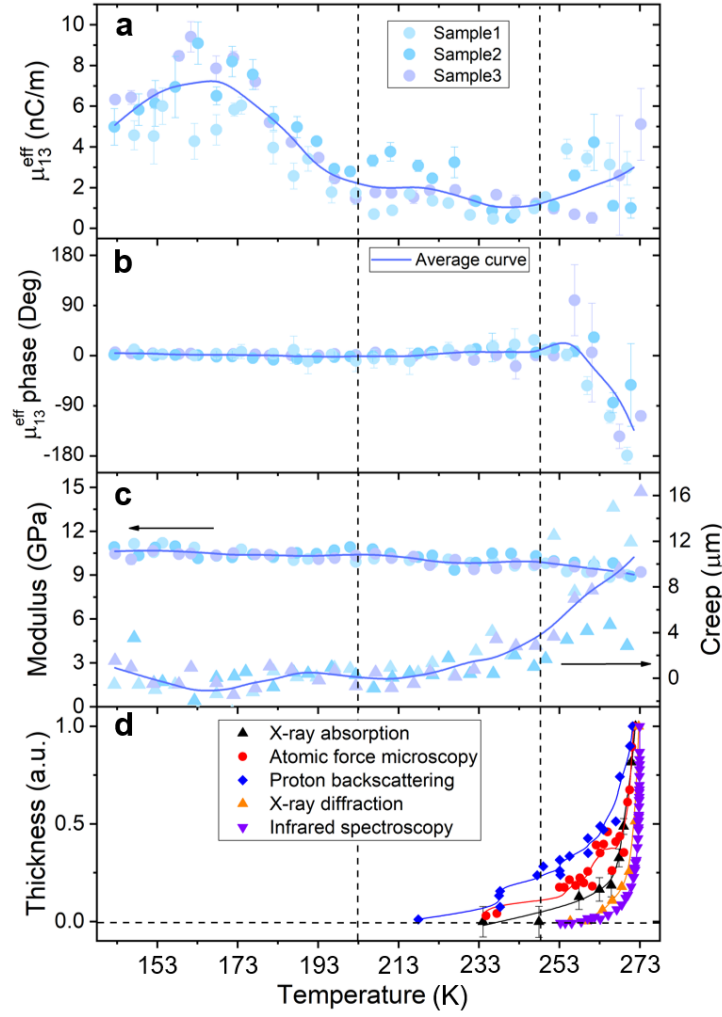 a
Sample1
Sample2
Sample3
10
8
6
4
2
0
μ₁₃ᵉᶠᶠ (nC/m)
b
Average curve
180
90
0
-90
-180
μ₁₃ᵉᶠᶠ phase (Deg)
c
15
12
9
6
3
0
Modulus (GPa)
16
12
8
4
0
Creep (μm)
d
X-ray absorption
Atomic force microscopy
Proton backscattering
X-ray diffraction
Infrared spectroscopy
1.0
0.5
0.0
Thickness (a.u.)
153 173 193 213 233 253 273
Temperature (K)